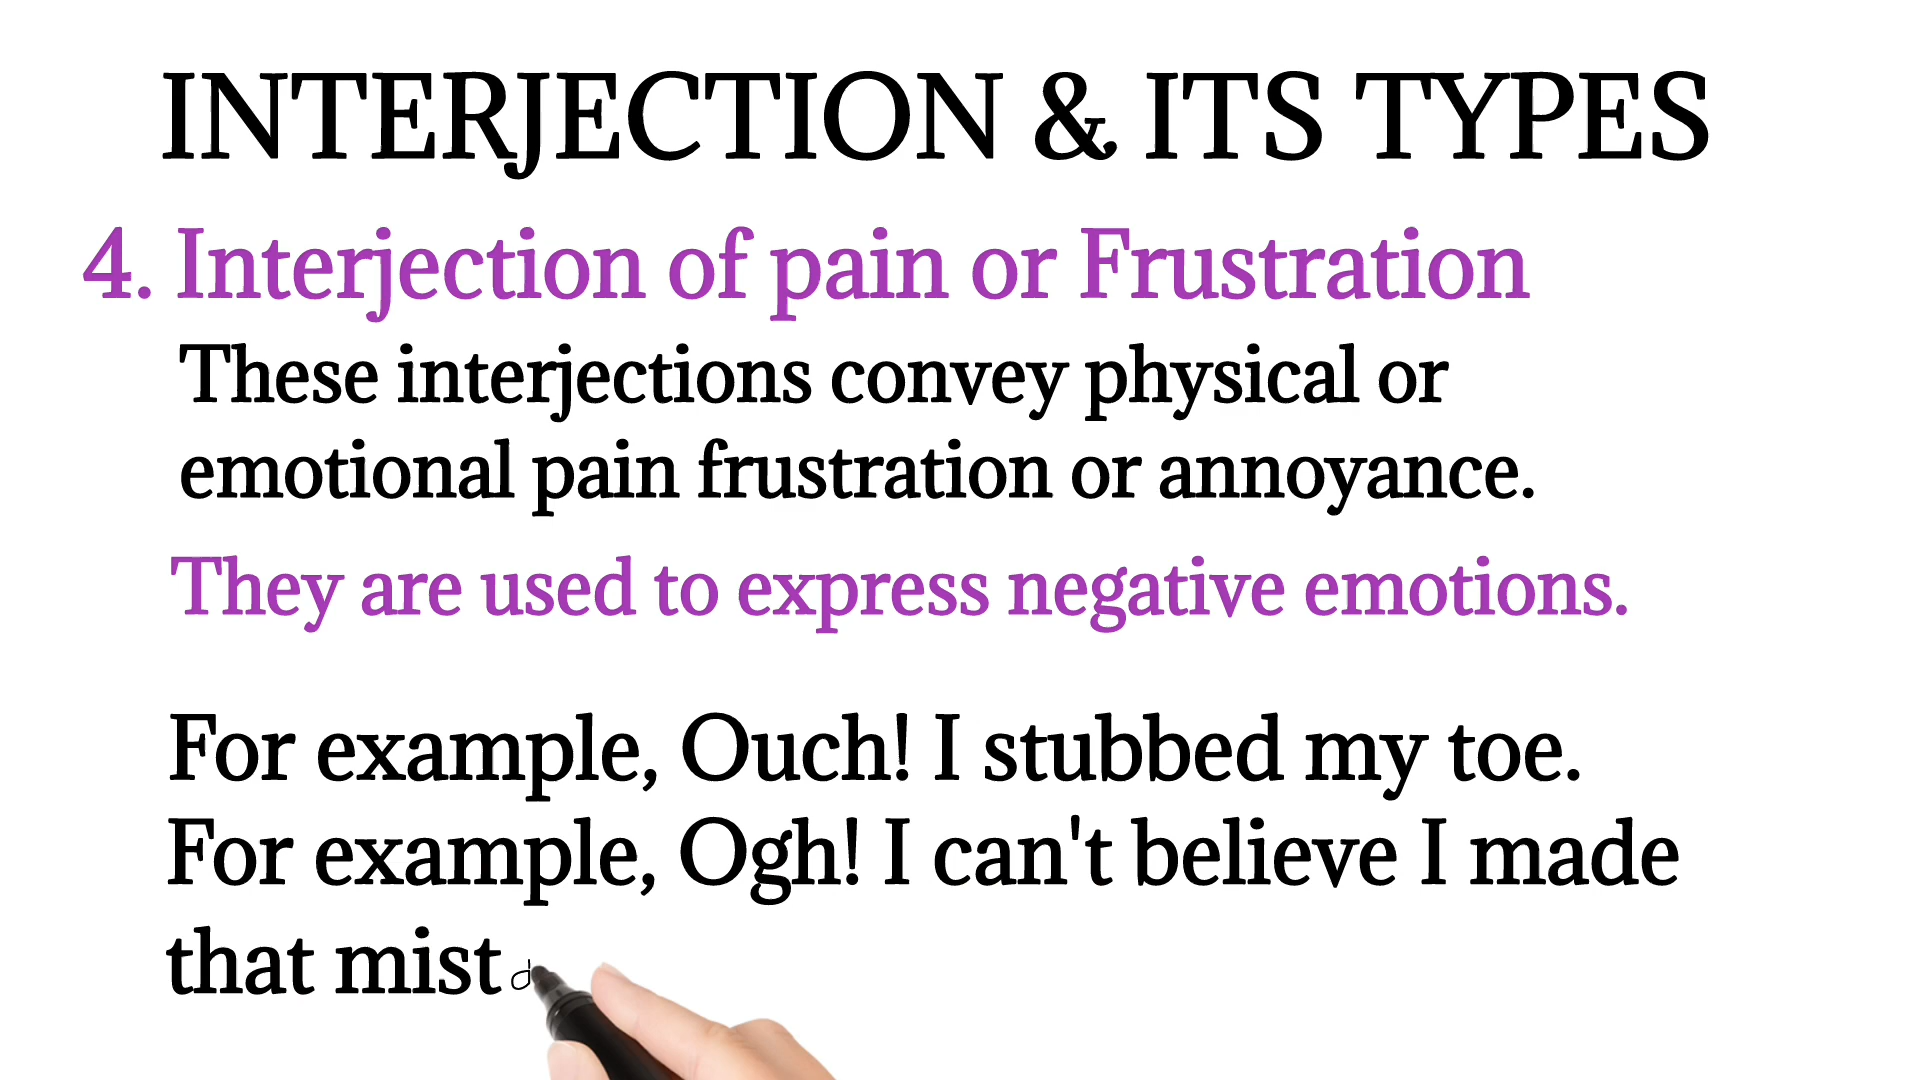 INTERJECTION & ITS TYPES
4. Interjection of pain or Frustration
These interjections convey physical or
emotional pain frustration or annoyance.
They are used to express negative emotions.
For example, Ouch! I stubbed my toe.
For example, Ogh! I can't believe I made
that mist